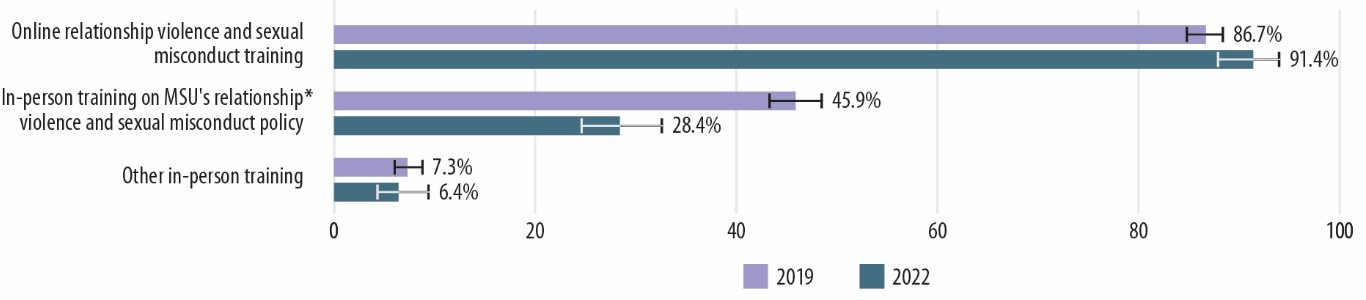 Online relationship violence and sexual
misconduct training
86.7%
91.4%
In-person training on MSU's relationship*
violence and sexual misconduct policy
45.9%
28.4%
Other in-person training
7.3%
6.4%
0 20 40 60 80 100
2019 2022